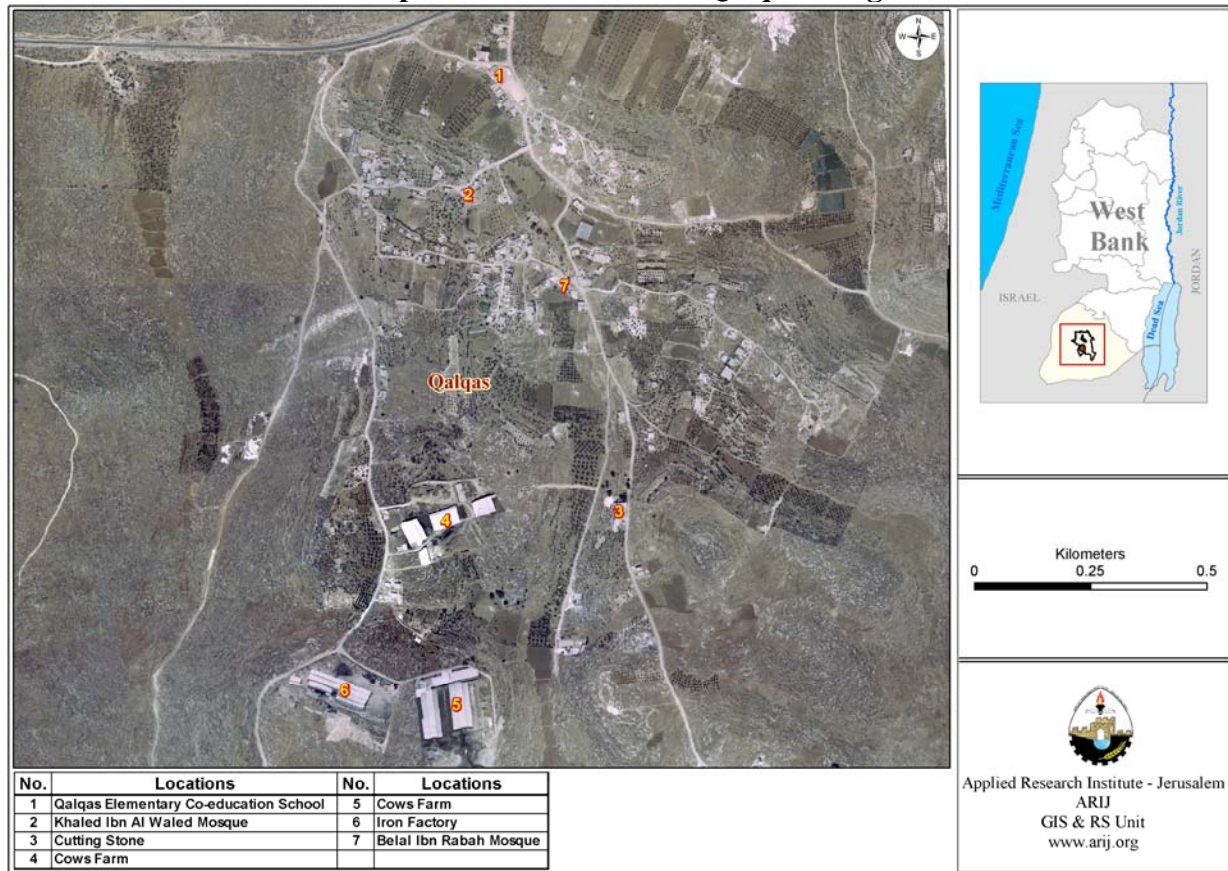 N
W E
S
1
2
7
Qalqas
3
4
6
5
No. Locations No. Locations
1 Qalqas Elementary Co-education School 5 Cows Farm
2 Khaled Ibn Al Waled Mosque 6 Iron Factory
3 Cutting Stone 7 Belal Ibn Rabah Mosque
4 Cows Farm
Mediterranean Sea
West
Bank
Jordan River
ISRAEL
JORDAN
Dead Sea
Kilometers
0 0.25 0.5
Applied Research Institute - Jerusalem
ARIJ
GIS & RS Unit
www.arij.org